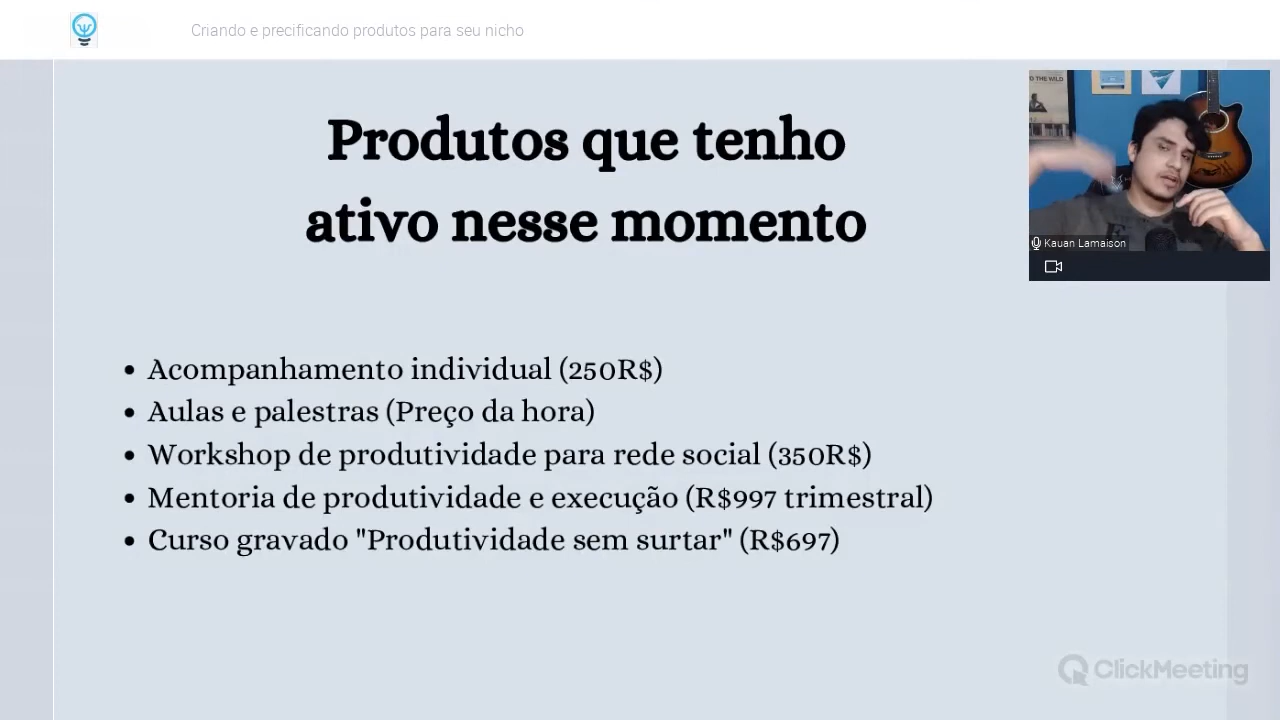 Criando e precificando produtos para seu nicho
Produtos que tenho
ativo nesse momento
THE WILD
Kauan Lamaison
• Acompanhamento individual (250R$)
• Aulas e palestras (Preço da hora)
• Workshop de produtividade para rede social (350R$)
• Mentoria de produtividade e execução (R$997 trimestral)
• Curso gravado "Produtividade sem surtar" (R$697)
ClickMeeting